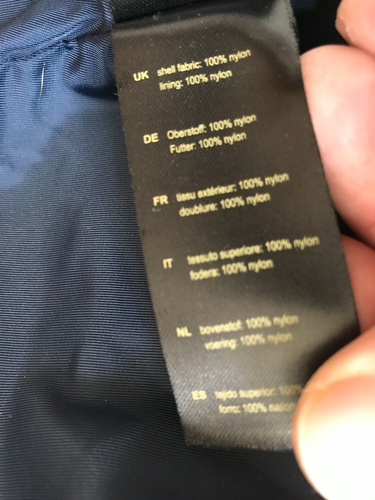 UK shell fabric: 100% nylon
lining: 100% nylon
DE Oberstoff: 100% nylon
Futter: 100% nylon
FR tissu extérieur: 100% nylon
doublure: 100% nylon
IT tessuto superiore: 100% nylon
fodera: 100% nylon
NL bovenstof: 100% nylon
voering: 100% nylon
ES tejido superior: 100%
forro: 100%